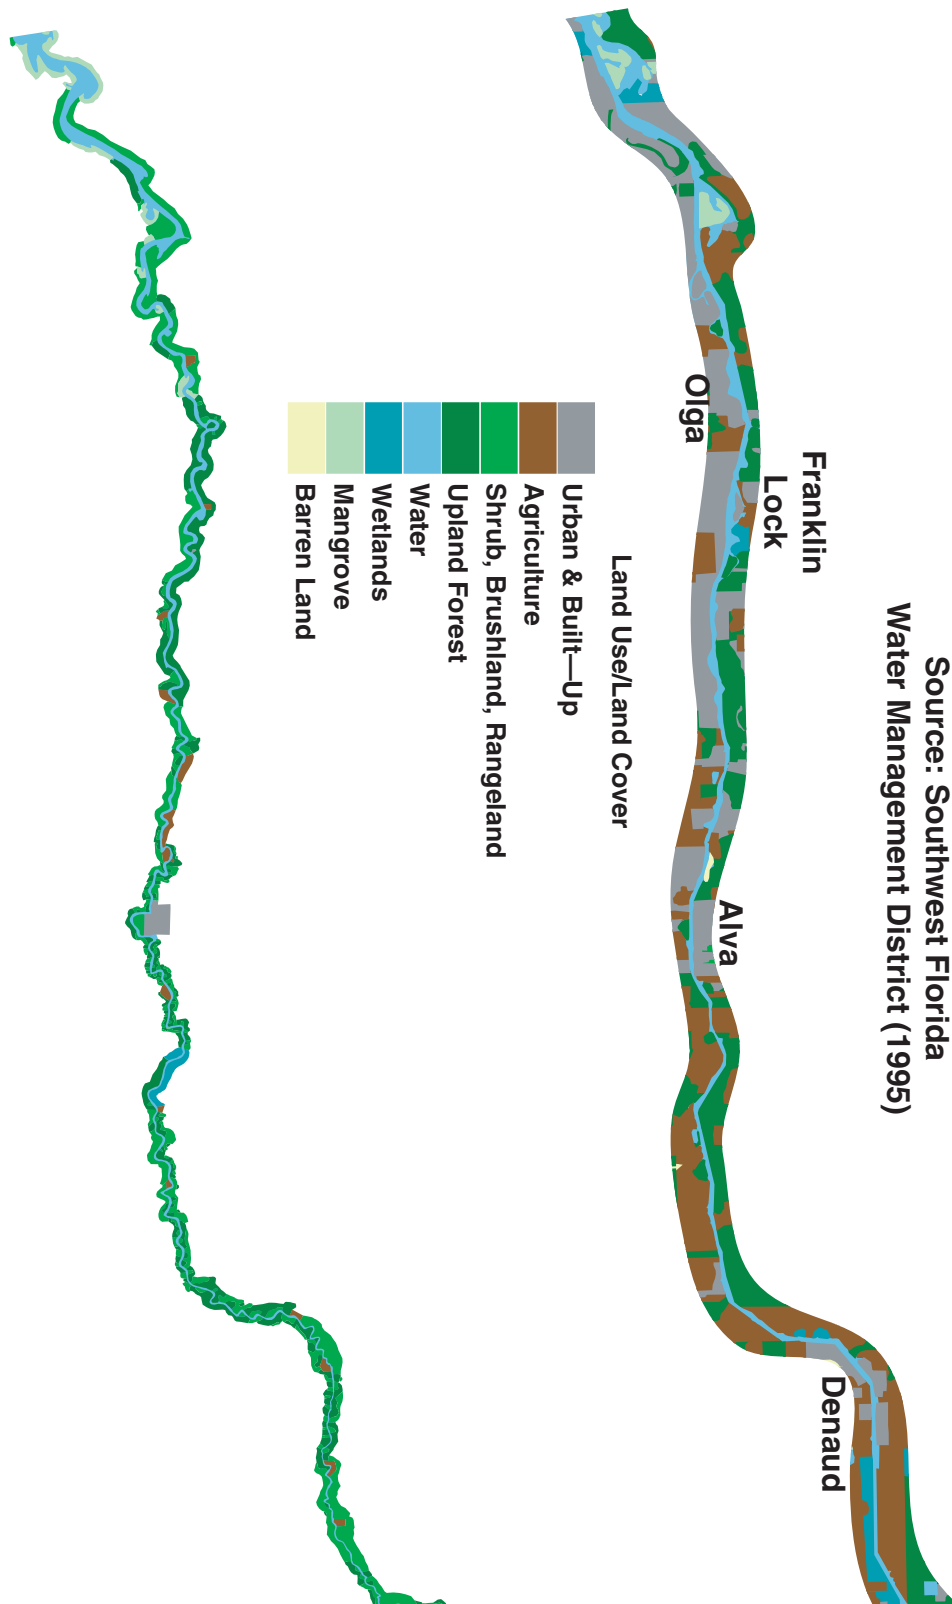 Source: Southwest Florida
Water Management District (1995)
Franklin
Lock
Olga
Alva
Denaud
Land Use/Land Cover
Urban & Built—Up
Agriculture
Shrub, Brushland, Rangeland
Upland Forest
Water
Wetlands
Mangrove
Barren Land